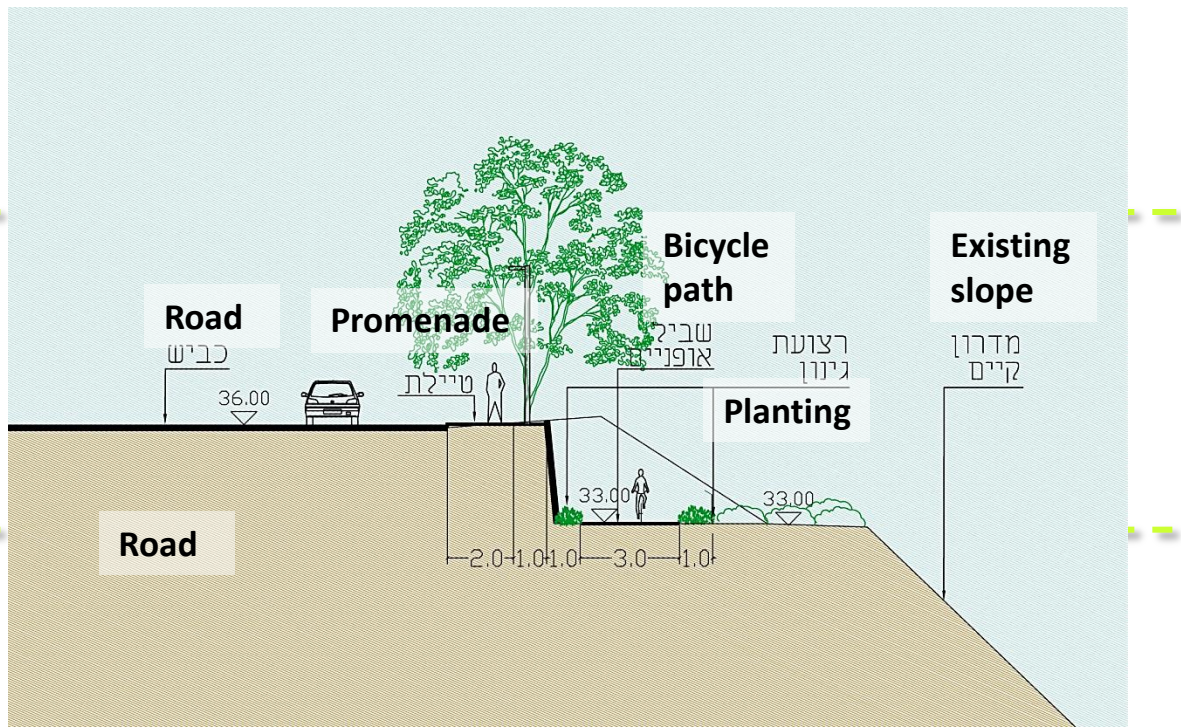 Bicycle
path
Existing
slope
Road
Promenade
שבילי
אופניים
רצועת
גינון
מדרון
קיים
כביש
טיילת
36.00
Planting
33.00
33.00
Road
2.0
1.0
1.0
3.0
1.0